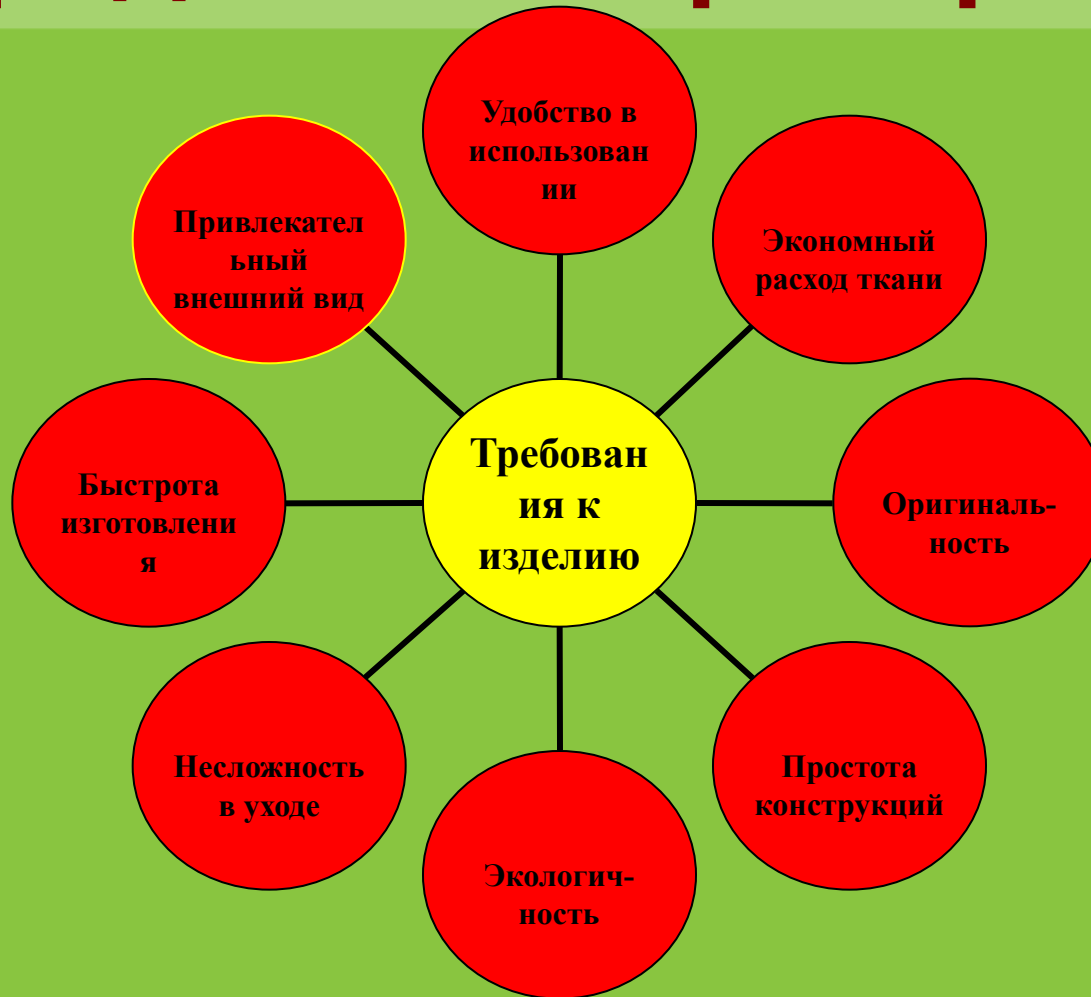 Удобство в
использован
ии
Экономный
расход ткани
Оригиналь-
ность
Простота
конструкций
Экологич-
ность
Несложность
в уходе
Быстрота
изготовлени
я
Привлекател
ьный
внешний вид
Требован
ия к
изделию